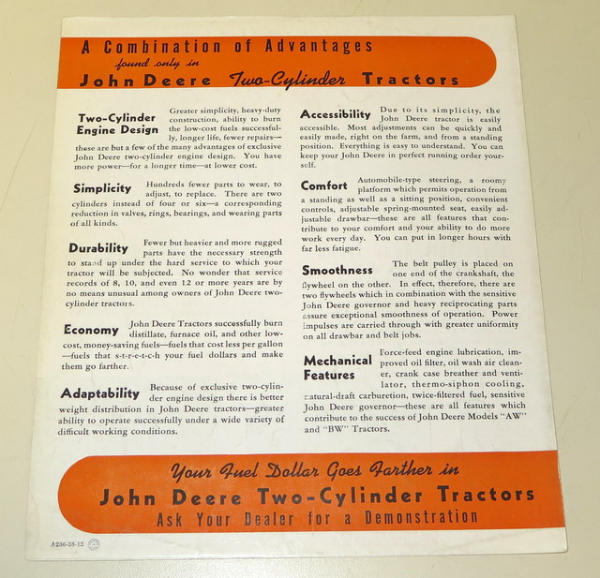 A Combination of Advantages
found only in
John Deere Two-Cylinder Tractors
Two-Cylinder Engine Design
Greater simplicity, heavy-duty
construction, ability to burn
the low-cost fuels successful-
ly, longer life, fewer repairs—
these are but a few of the many advantages of exclusive
John Deere two-cylinder engine design. You have
more power—for a longer time—at lower cost.
Simplicity Hundreds fewer parts to wear, to
adjust, to replace. There are two
cylinders instead of four or six—a corresponding
reduction in valves, rings, bearings, and wearing parts
of all kinds.
Durability Fewer but heavier and more rugged
parts have the necessary strength
to stand up under the hard service to which your
tractor will be subjected. No wonder that service
records of 8, 10, and even 12 or more years are by
no means unusual among owners of John Deere two-
cylinder tractors.
Economy John Deere Tractors successfully burn
distillate, furnace oil, and other low-
cost, money-saving fuels—fuels that cost less per gallon
—fuels that s-t-r-e-t-c-h your fuel dollars and make
them go farther.
Adaptability Because of exclusive two-cylin-
der engine design there is better
weight distribution in John Deere tractors—greater
ability to operate successfully under a wide variety of
difficult working conditions.
Accessibility Due to its simplicity, the
John Deere tractor is easily
accessible. Most adjustments can be quickly and
easily made, right on the farm, and from a standing
position. Everything is easy to understand. You can
keep your John Deere in perfect running order your-
self.
Comfort Automobile-type steering, a roomy
platform which permits operation from
a standing as well as a sitting position, convenient
controls, adjustable spring-mounted seat, easily ad-
justable drawbar—these are all features that con-
tribute to your comfort and your ability to do more
work every day. You can put in longer hours with
far less fatigue.
Smoothness The belt pulley is placed on
one end of the crankshaft, the
flywheel on the other. In effect, therefore, there are
two flywheels which in combination with the sensitive
John Deere governor and heavy reciprocating parts
assure exceptional smoothness of operation. Power
impulses are carried through with greater uniformity
on all drawbar and belt jobs.
Mechanical Features
Force-feed engine lubrication, im-
proved oil filter, oil wash air clean-
er, crank case breather and venti-
lator, thermo-siphon cooling,
natural-draft carburetion, twice-filtered fuel, sensitive
John Deere governor—these are all features which
contribute to the success of John Deere Models "AW"
and "BW" Tractors.
Your Fuel Dollar Goes Farther in
John Deere Two-Cylinder Tractors
Ask Your Dealer for a Demonstration
A236-38-12